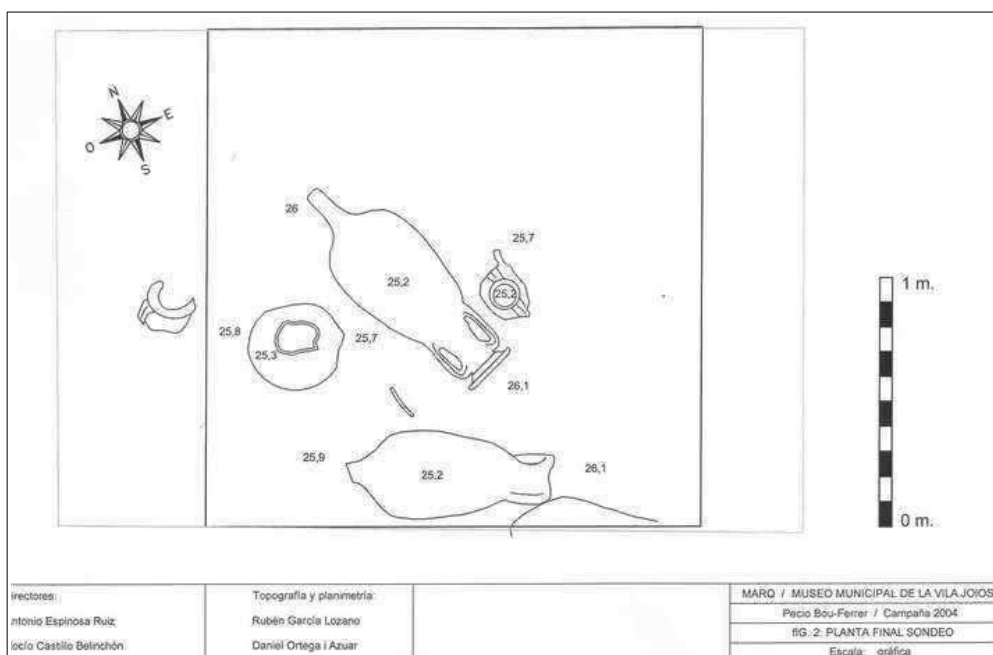 N
E
O
S
26
25,7
25,2
25,2
25,8
25,7
25,3
26,1
25,9
25,2
26,1
1 m.
0 m.
irectores:
ntonio Espinosa Ruiz
ocío Castillo Belinchón
Topografía y planimetría:
Rubén García Lozano
Daniel Ortega i Azuar
MARQ / MUSEO MUNICIPAL DE LA VILA JOIOS
Pecio Bou-Ferrer / Campaña 2004
fIG. 2: PLANTA FINAL SONDEO
Escala: gráfica